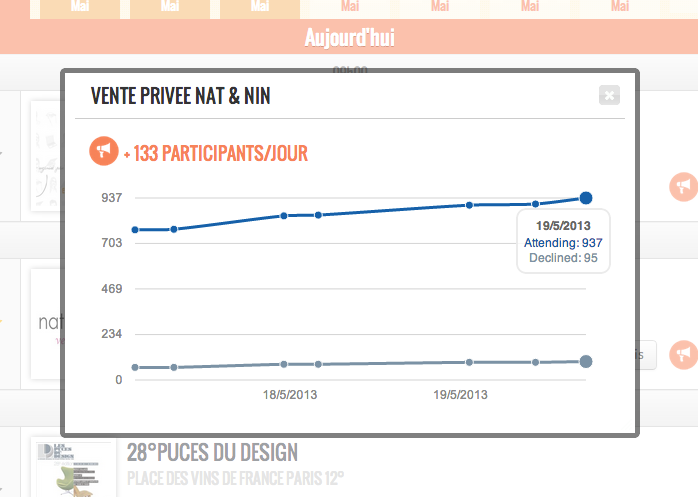 Mai Mai Mai Mai Mai Mai Mai
Aujourd'hui
VENTE PRIVEE NAT & NIN
+ 133 PARTICIPANTS/JOUR
937
703
469
234
0
19/5/2013
Attending: 937
Declined: 95
18/5/2013 19/5/2013
nat
is
28°PUCES DU DESIGN
PLACE DES VINS DE FRANCE PARIS 12°